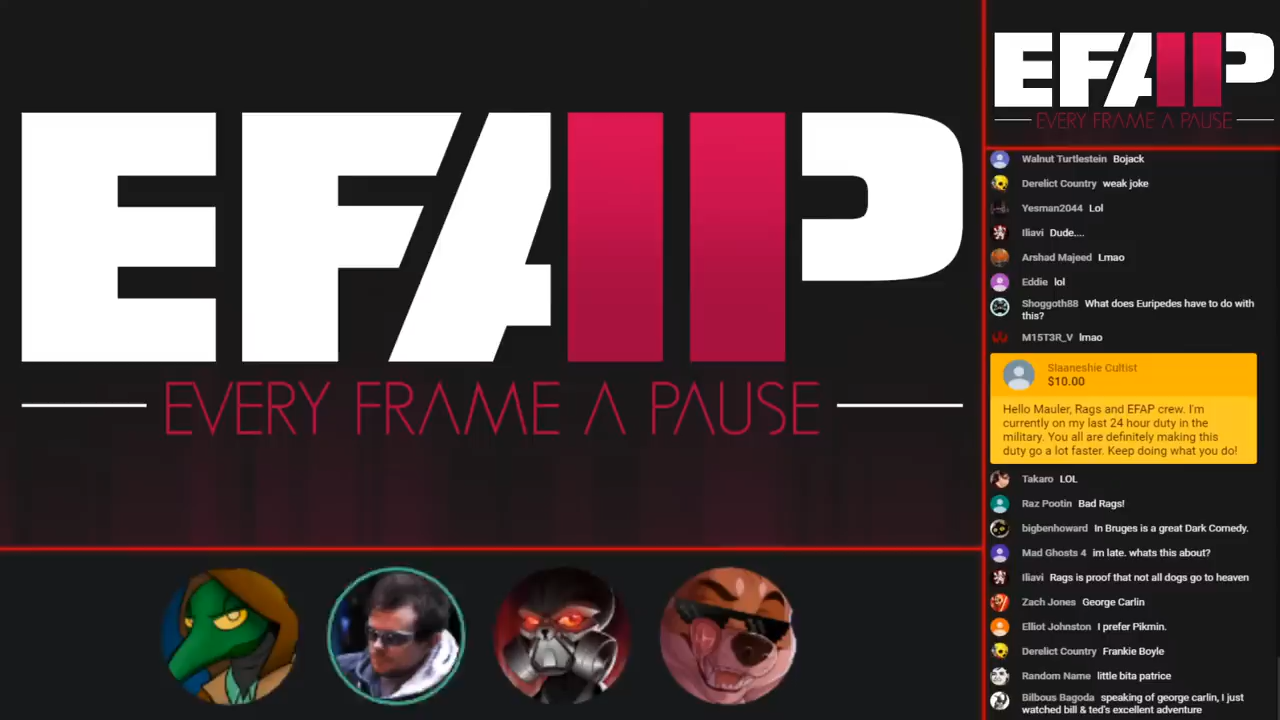 EFAP
EVERY FRAME A PAUSE
EFAP
EVERY FRAME A PAUSE
Walnut Turtlestein Bojack
Derelict Country weak joke
Yesman2044 Lol
Iliavi Dude....
Arshad Majeed Lmao
Eddie lol
Shoggoth88 What does Euripedes have to do with
this?
M15T3R_V lmao
Slaaneshie Cultist
$10.00
Hello Mauler, Rags and EFAP crew. I'm
currently on my last 24 hour duty in the
military. You all are definitely making this
duty go a lot faster. Keep doing what you do!
Takaro LOL
Raz Pootin Bad Rags!
bigbenhoward In Bruges is a great Dark Comedy.
Mad Ghosts 4 im late. whats this about?
Iliavi Rags is proof that not all dogs go to heaven
Zach Jones George Carlin
Elliot Johnston I prefer Pikmin.
Derelict Country Frankie Boyle
Random Name little bita patrice
Bilbous Bagoda speaking of george carlin, I just
watched bill & ted's excellent adventure